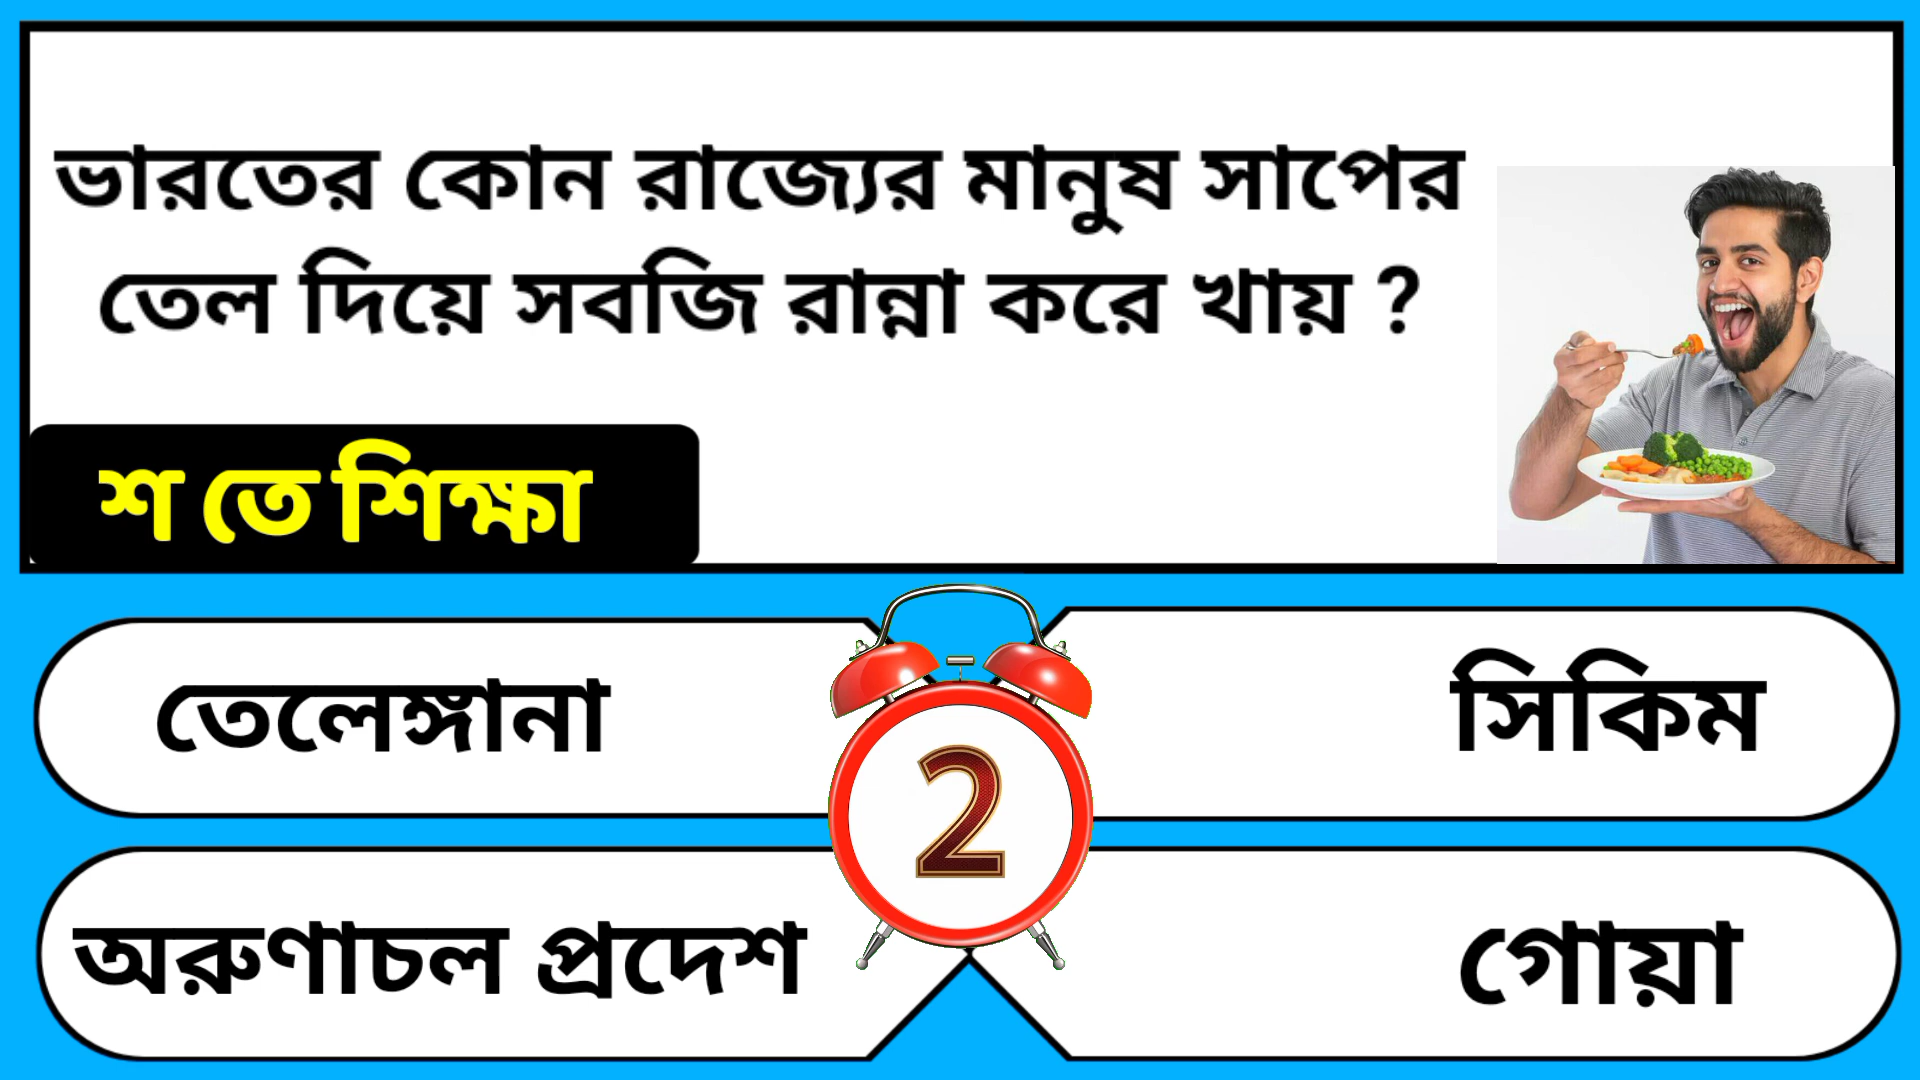 ভারতের কোন রাজ্যের মানুষ সাপের
তেল দিয়ে সবজি রান্না করে খায় ?
শ তে শিক্ষা
তেলেঙ্গানা
সিকিম
2
অরুণাচল প্রদেশ
গোয়া